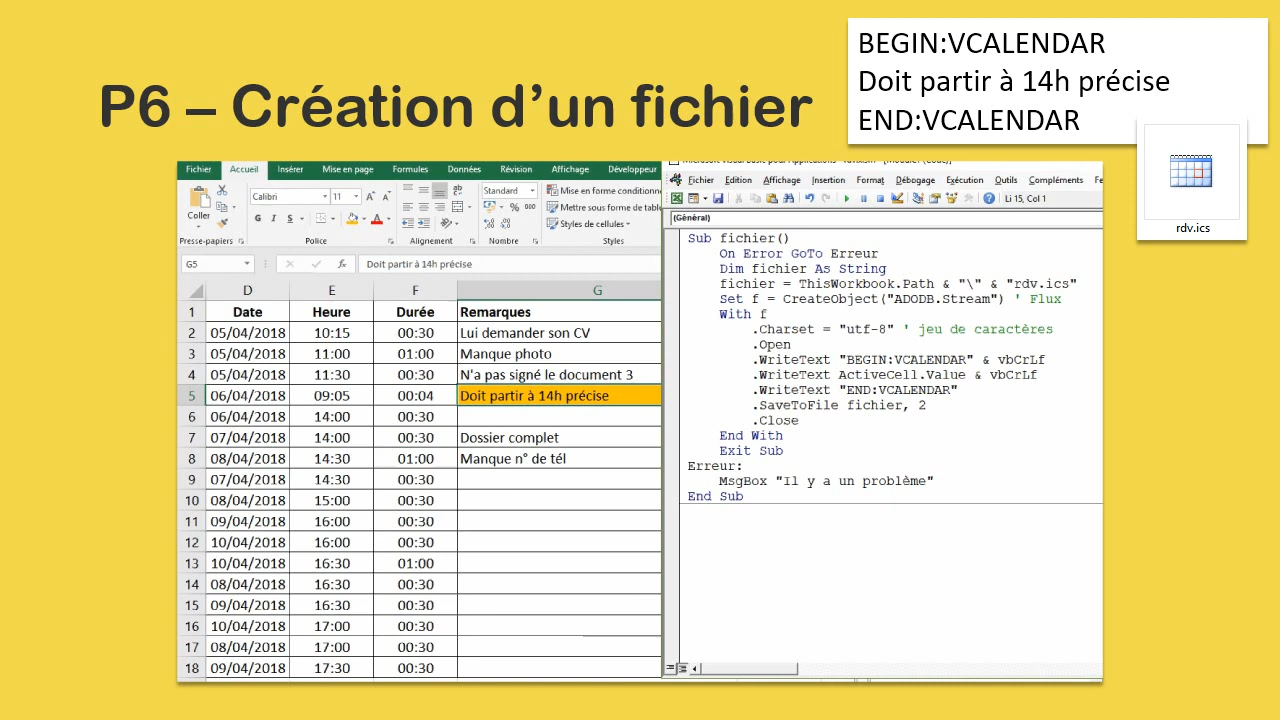 P6 – Création d’un fichier
BEGIN:VCALENDAR
Doit partir à 14h précise
END:VCALENDAR
rdv.ics
Fichier Accueil Insérer Mise en page Formules Données Révision Affichage Développeur
Coller
Calibri 11
G I S
Standard
Mise en forme conditionne
Mettre sous forme de tabl
Styles de cellules
% 000
Presse-papiers Police Alignement Nombre Styles
G5 fx Doit partir à 14h précise
D E F G
1 Date Heure Durée Remarques
2 05/04/2018 10:15 00:30 Lui demander son CV
3 05/04/2018 11:00 01:00 Manque photo
4 05/04/2018 11:30 00:30 N'a pas signé le document 3
5 06/04/2018 09:05 00:04 Doit partir à 14h précise
6 06/04/2018 14:00 00:30
7 07/04/2018 14:00 00:30 Dossier complet
8 08/04/2018 14:30 01:00 Manque n° de tél
9 07/04/2018 14:30 00:30
10 08/04/2018 15:00 00:30
11 09/04/2018 16:00 00:30
12 10/04/2018 16:00 00:30
13 10/04/2018 16:30 01:00
14 08/04/2018 16:30 00:30
15 09/04/2018 16:30 00:30
16 10/04/2018 17:00 00:30
17 08/04/2018 17:00 00:30
18 09/04/2018 17:30 00:30
Fichier Edition Affichage Insertion Format Débogage Exécution Outils Compléments Fe
Li 15, Col 1
(Général)
Sub fichier()
On Error GoTo Erreur
Dim fichier As String
fichier = ThisWorkbook.Path & "\" & "rdv.ics"
Set f = CreateObject("ADODB.Stream") ' Flux
With f
.Charset = "utf-8" ' jeu de caractères
.Open
.WriteText "BEGIN:VCALENDAR" & vbCrLf
.WriteText ActiveCell.Value & vbCrLf
.WriteText "END:VCALENDAR"
.SaveToFile fichier, 2
.Close
End With
Exit Sub
Erreur:
MsgBox "Il y a un problème"
End Sub